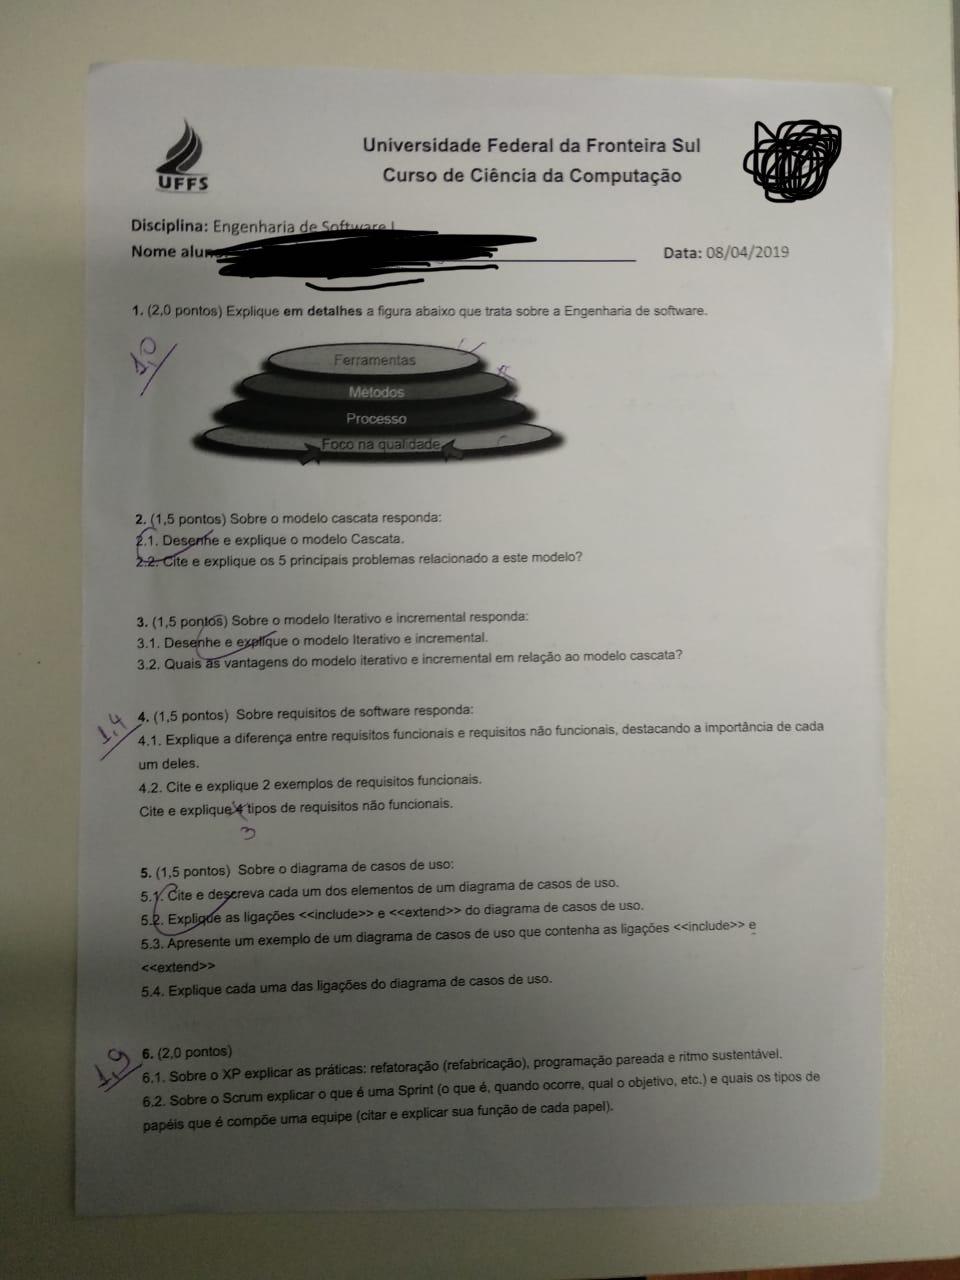 UFFS
Universidade Federal da Fronteira Sul
Curso de Ciência da Computação
Disciplina: Engenharia de Software I
Nome alun
Data: 08/04/2019
1. (2,0 pontos) Explique em detalhes a figura abaixo que trata sobre a Engenharia de software.
1,0
Ferramentas
Métodos
Processo
Foco na qualidade
2. (1,5 pontos) Sobre o modelo cascata responda:
2.1. Desenhe e explique o modelo Cascata.
2.2. Cite e explique os 5 principais problemas relacionado a este modelo?
3. (1,5 pontos) Sobre o modelo Iterativo e incremental responda:
3.1. Desenhe e explique o modelo Iterativo e incremental.
3.2. Quais as vantagens do modelo iterativo e incremental em relação ao modelo cascata?
1,4
4. (1,5 pontos) Sobre requisitos de software responda:
4.1. Explique a diferença entre requisitos funcionais e requisitos não funcionais, destacando a importância de cada
um deles.
4.2. Cite e explique 2 exemplos de requisitos funcionais.
Cite e explique 4 tipos de requisitos não funcionais.
3
5. (1,5 pontos) Sobre o diagrama de casos de uso:
5.1. Cite e descreva cada um dos elementos de um diagrama de casos de uso.
5.2. Explique as ligações <<include>> e <<extend>> do diagrama de casos de uso.
5.3. Apresente um exemplo de um diagrama de casos de uso que contenha as ligações <<include>> e
<<extend>>
5.4. Explique cada uma das ligações do diagrama de casos de uso.
1,9
6. (2,0 pontos)
6.1. Sobre o XP explicar as práticas: refatoração (refabricação), programação pareada e ritmo sustentável.
6.2. Sobre o Scrum explicar o que é uma Sprint (o que é, quando ocorre, qual o objetivo, etc.) e quais os tipos de
papéis que é compõe uma equipe (citar e explicar sua função de cada papel).